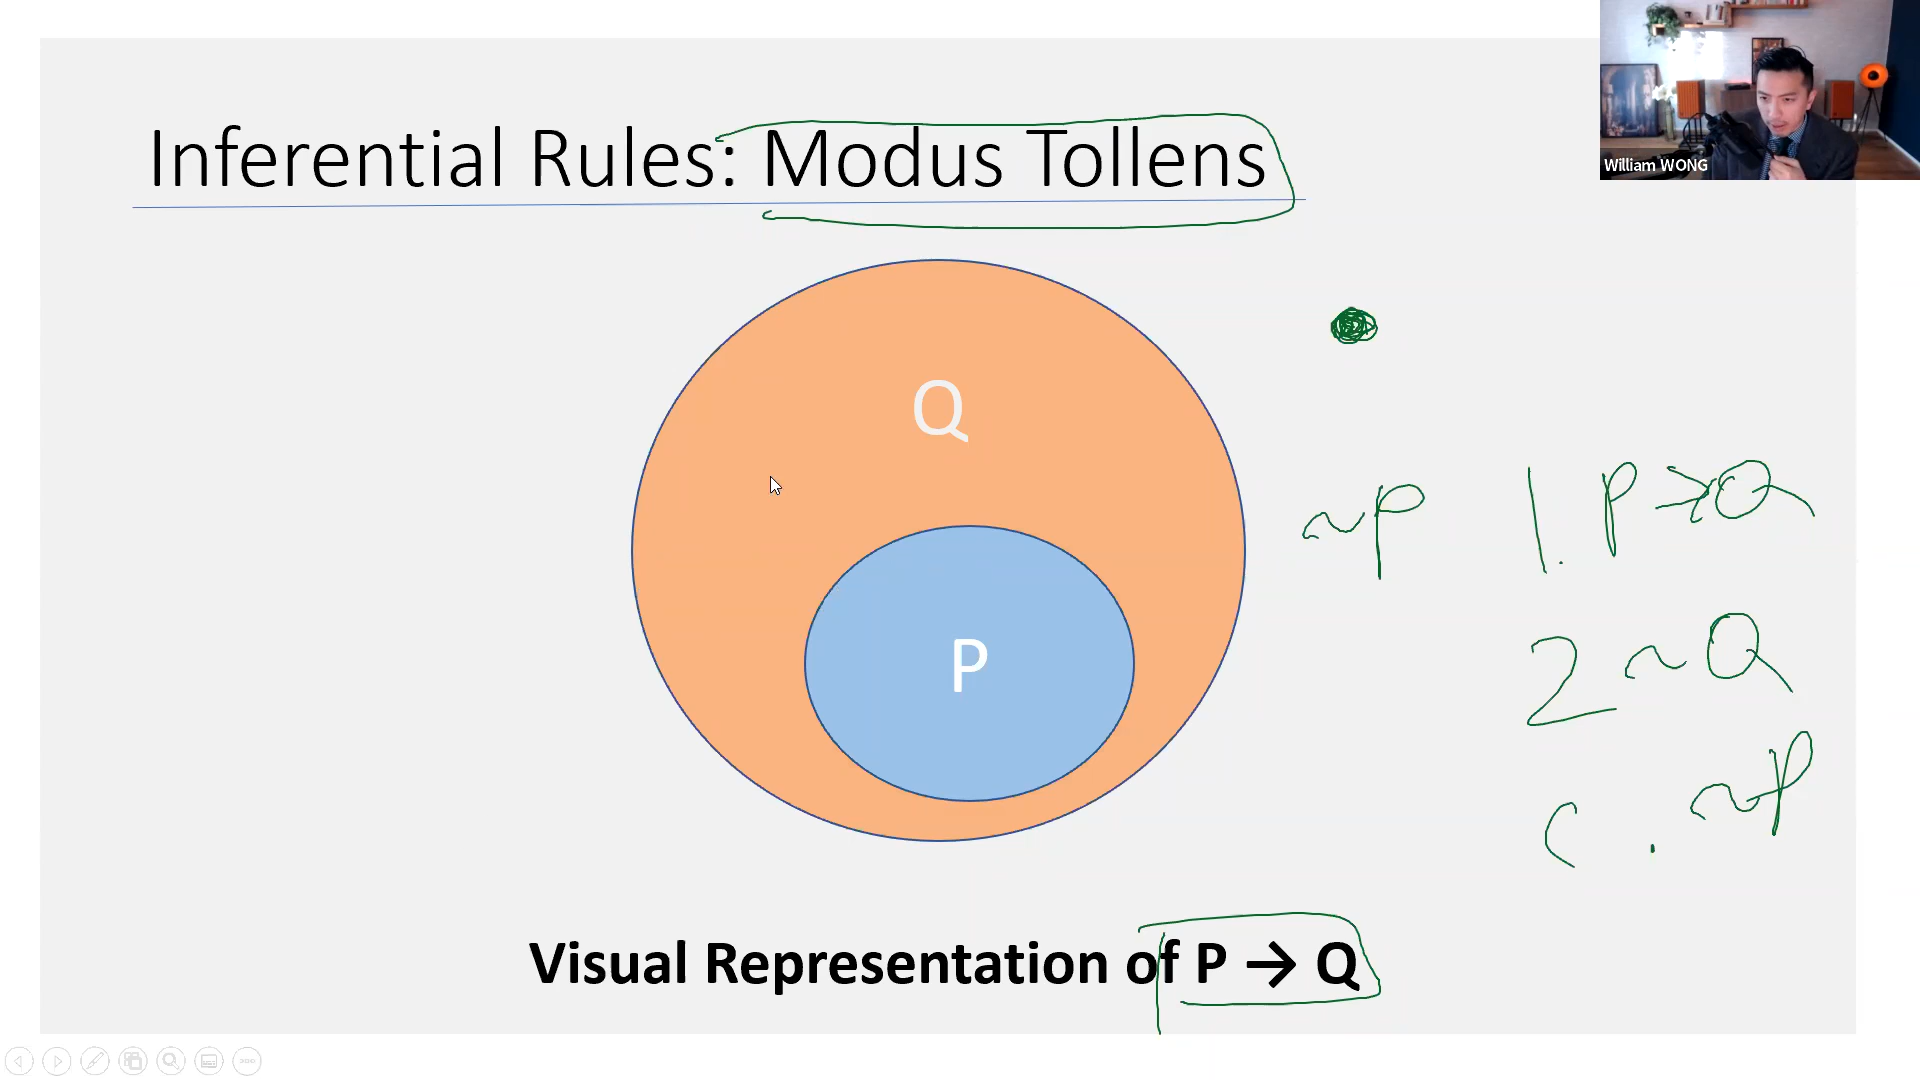 William WONG
Inferential Rules: Modus Tollens
Q
P
~P
1. P → Q
2 ~Q
C. ~P
Visual Representation of P → Q